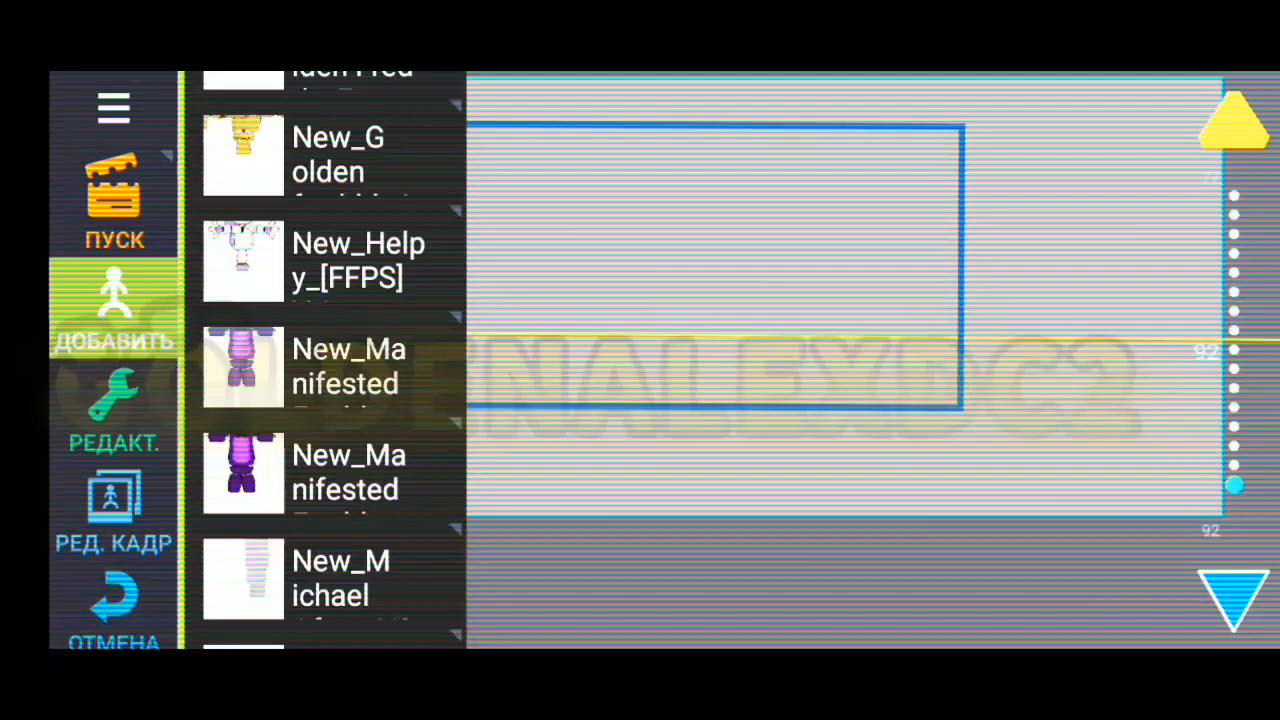 ПУСК
ДОБАВИТЬ
РЕДАКТ.
РЕД. КАДР
ОТМЕНА
New_G
olden
New_Help
y_[FFPS]
New_Ma
nifested
New_Ma
nifested
New_M
ichael
92
92
GOLDENALEXDC2